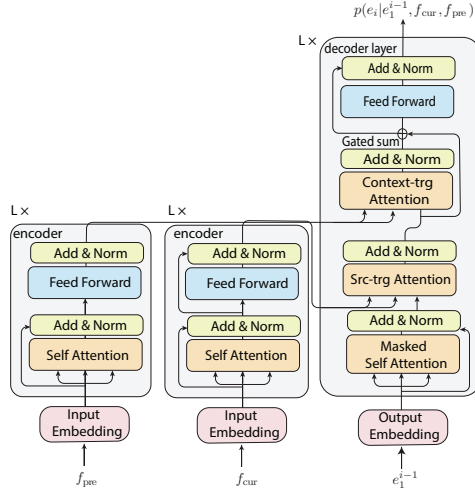 p(e_i|e_1^{i-1}, f_cur, f_pre)
L×
decoder layer
Add & Norm
Feed Forward
Gated sum
Add & Norm
Context-trg
Attention
L×
L×
encoder
encoder
Add & Norm
Add & Norm
Add & Norm
Feed Forward
Feed Forward
Src-trg Attention
Add & Norm
Add & Norm
Add & Norm
Self Attention
Self Attention
Masked
Self Attention
Input
Embedding
Input
Embedding
Output
Embedding
f_pre
f_cur
e_1^{i-1}